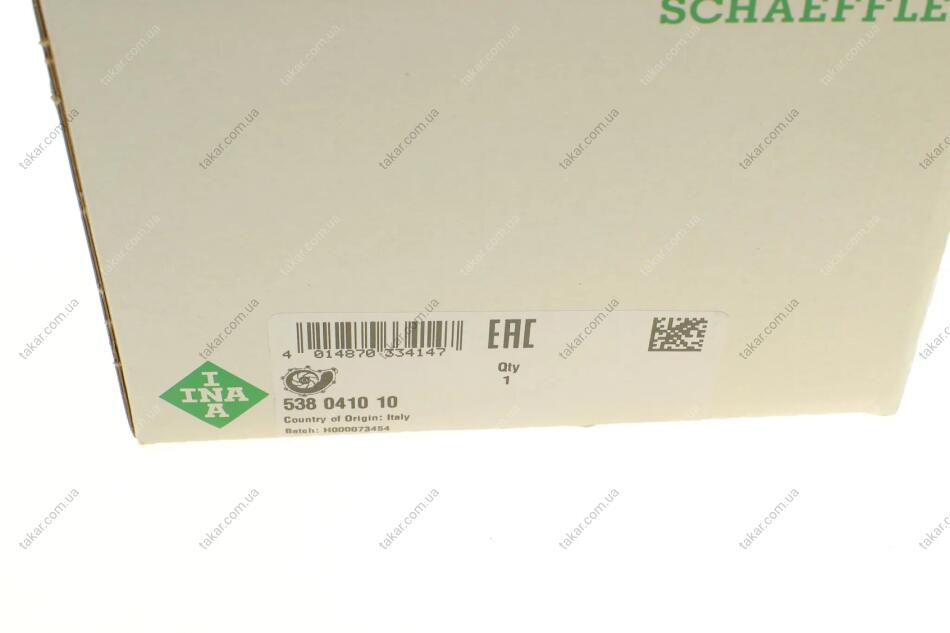 SCHAEFFLE
4 014870 334147
EAC
Qty
1
INA
INA
538 0410 10
Country of Origin: Italy
Batch: H000073454
takar.com.ua